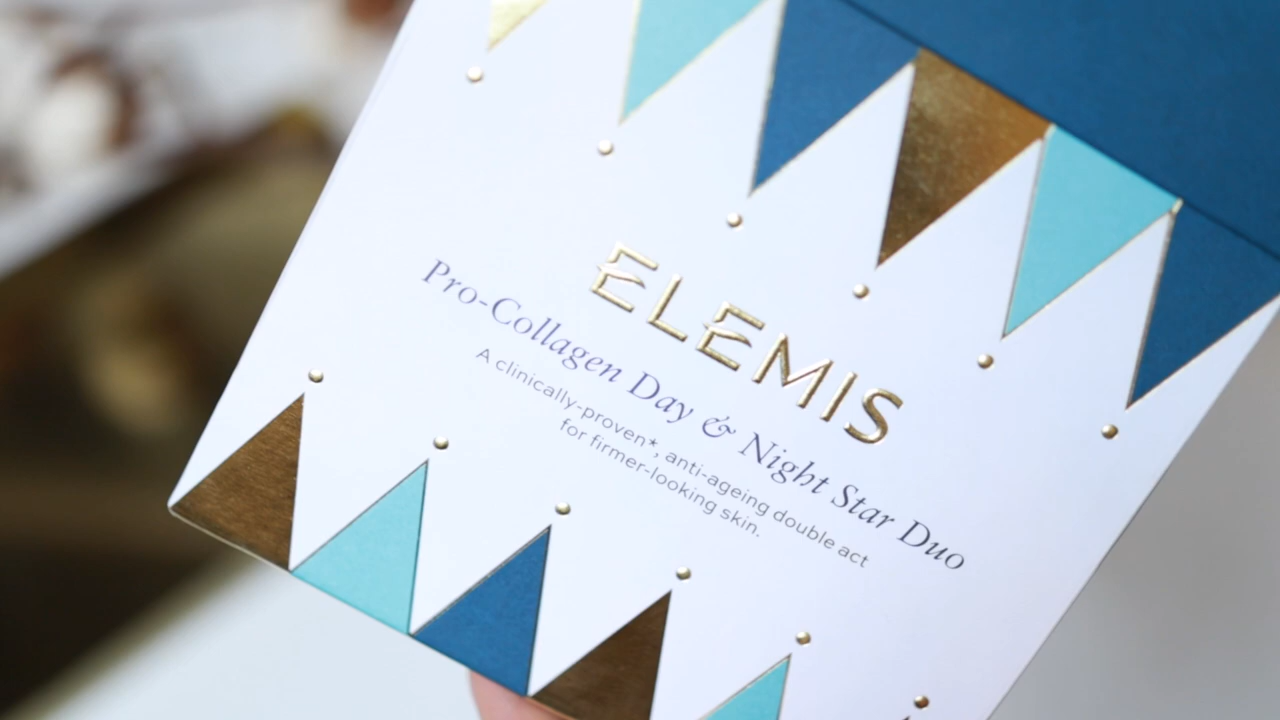 ELEMIS
Pro-Collagen Day & Night Star Duo
A clinically-proven*, anti-ageing double act
for firmer-looking skin.